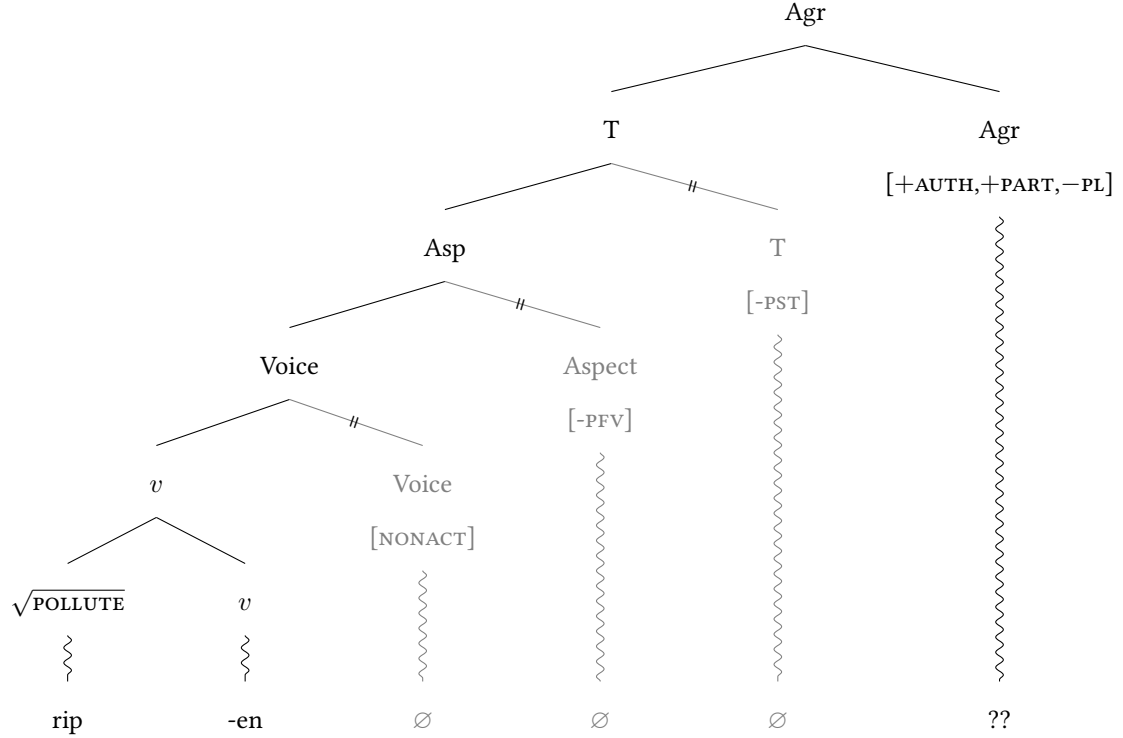 Agr
T Agr
[+AUTH,+PART,−PL]
Asp T
[-PST]
Voice Aspect
[-PFV]
v Voice
[NONACT]
√POLLUTE v
rip -en ∅ ∅ ∅ ??